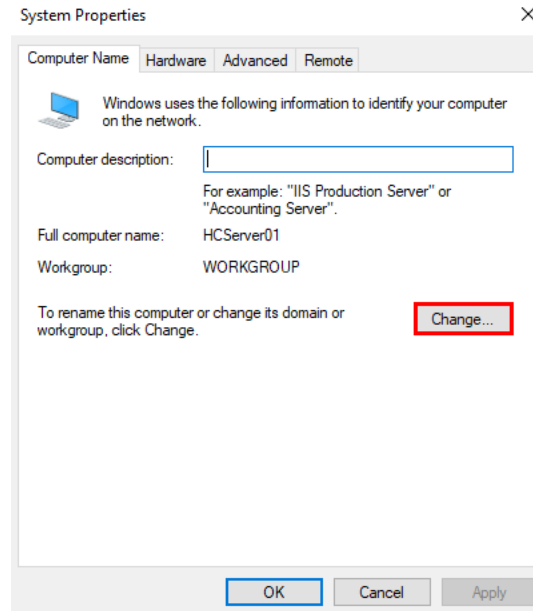 System Properties
Computer Name Hardware Advanced Remote
Windows uses the following information to identify your computer
on the network.
Computer description:
For example: "IIS Production Server" or
"Accounting Server".
Full computer name: HCServer01
Workgroup: WORKGROUP
To rename this computer or change its domain or
workgroup, click Change.
Change...
OK Cancel Apply